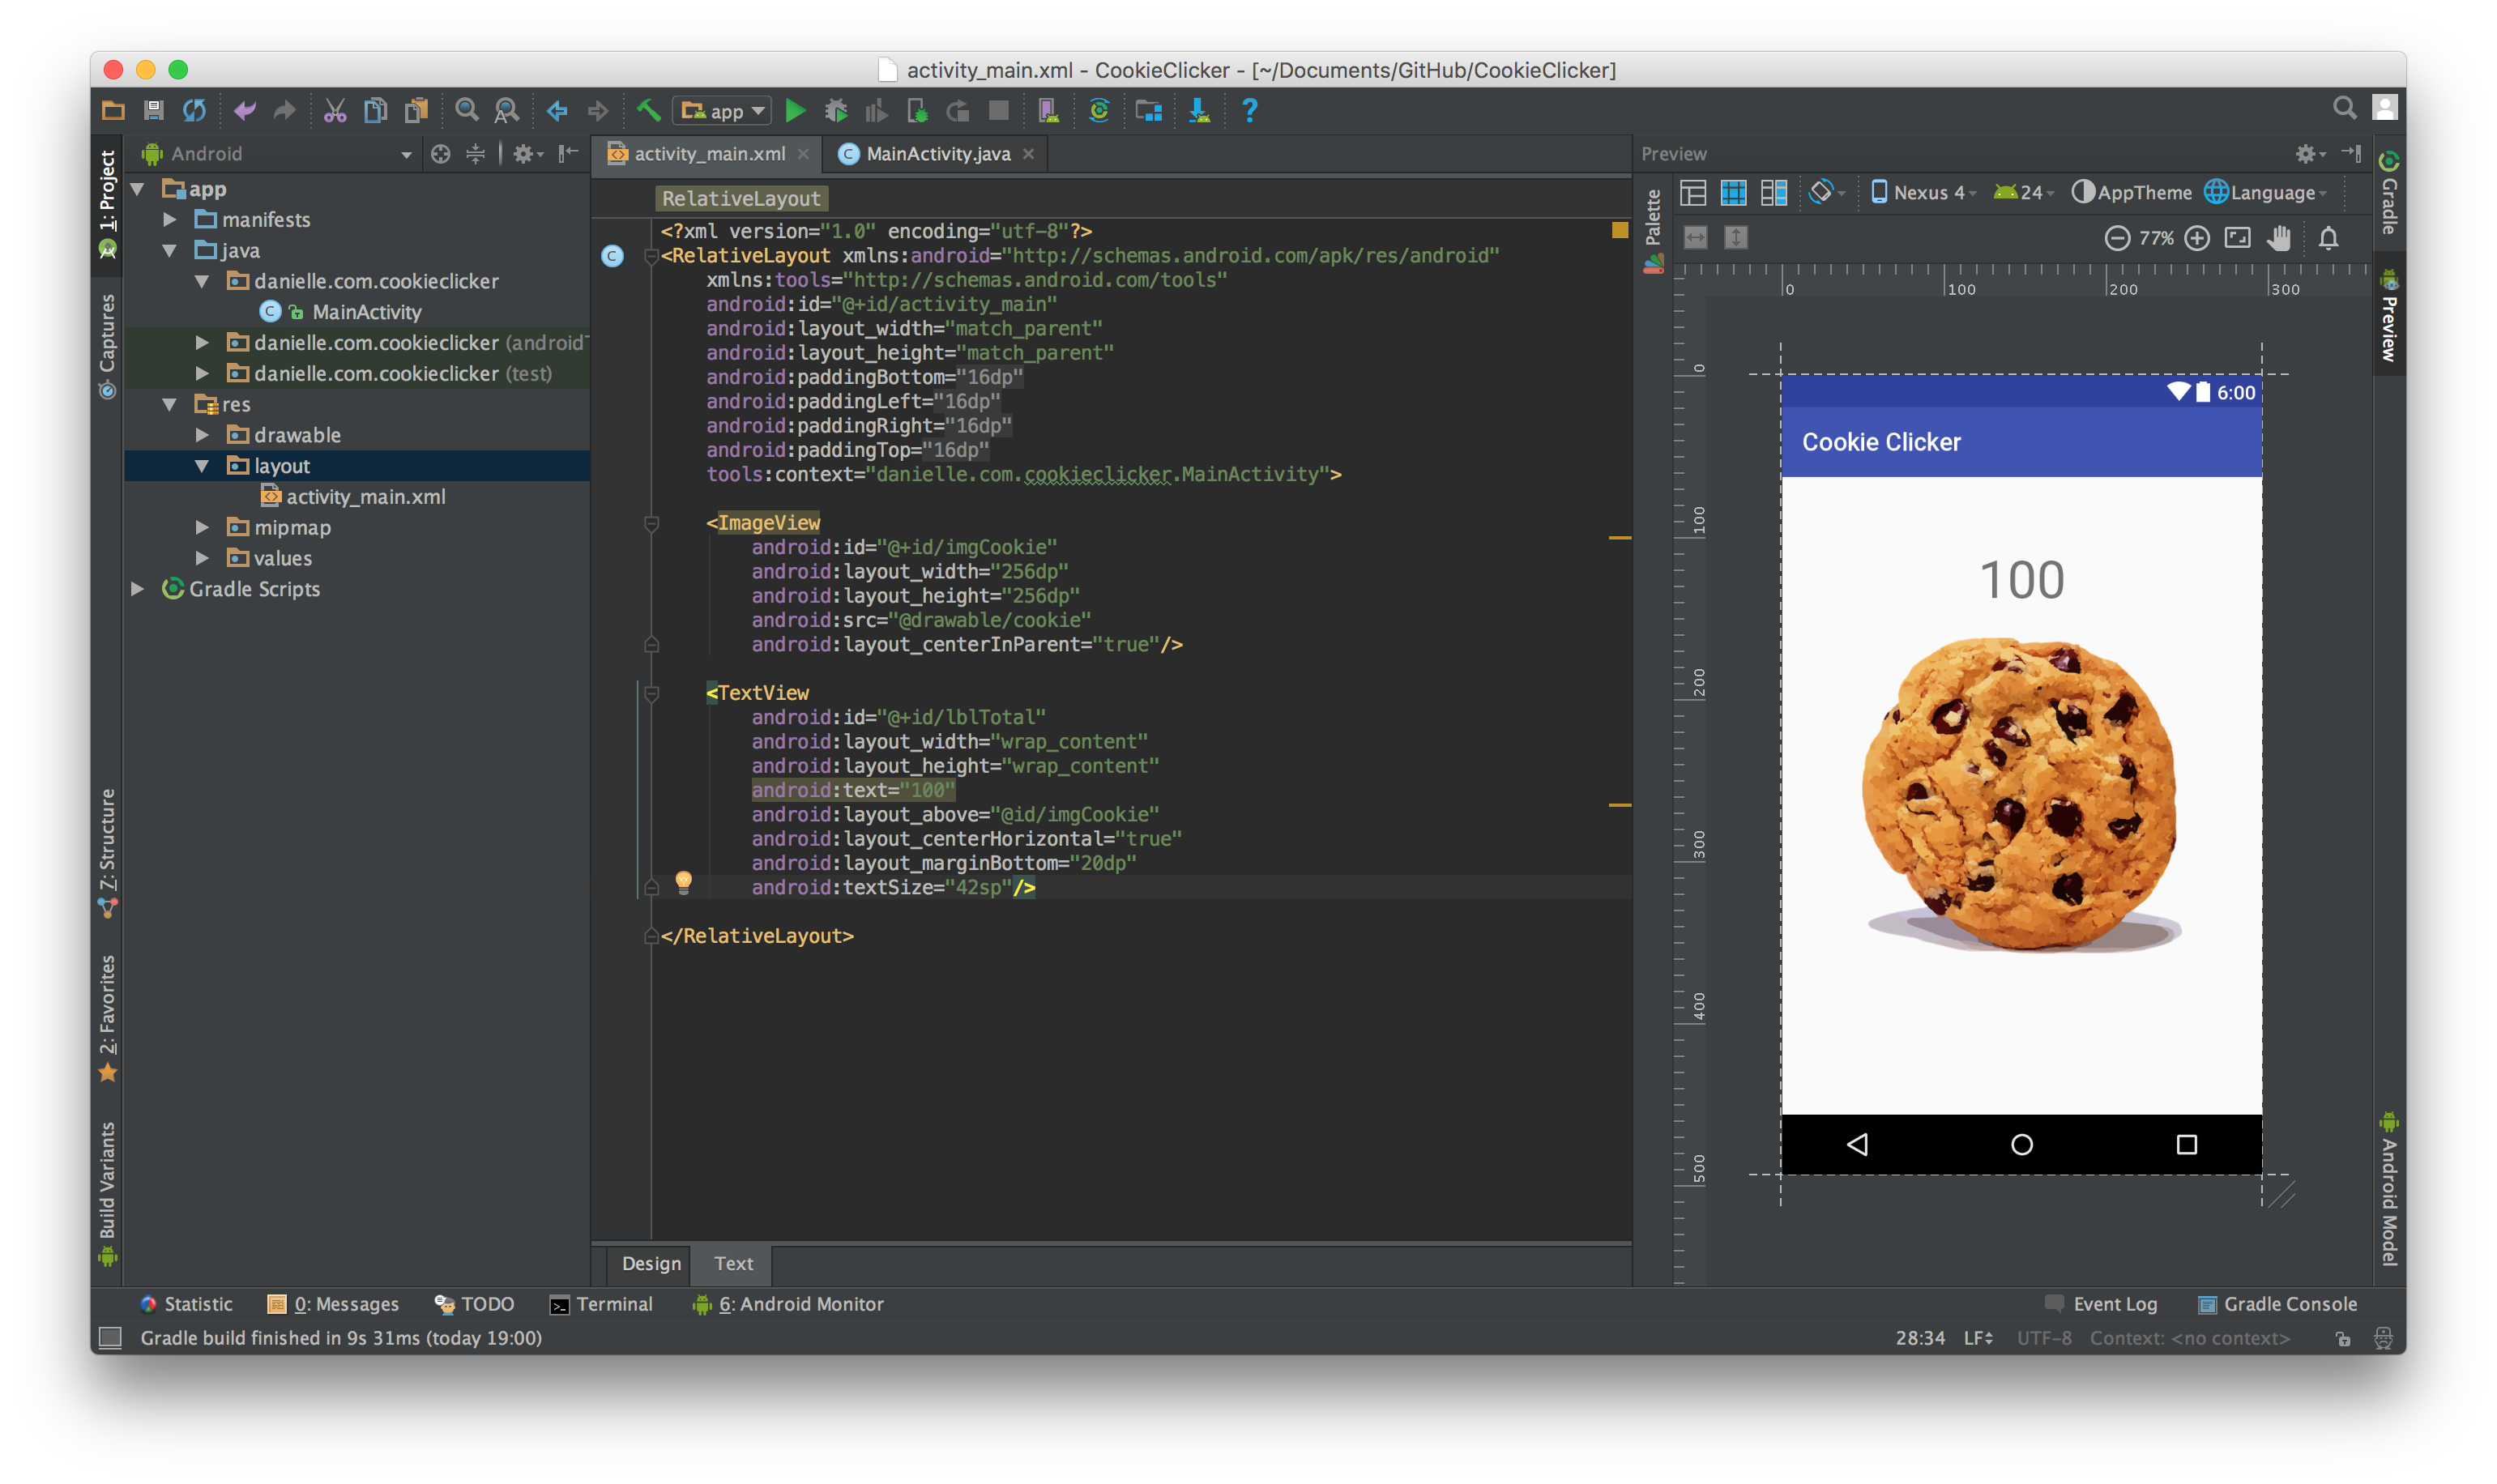 activity_main.xml - CookieClicker - [~/Documents/GitHub/CookieClicker]
app
Android
activity_main.xml
MainActivity.java
Preview
1: Project
Captures
7: Structure
2: Favorites
Build Variants
app
manifests
java
danielle.com.cookieclicker
MainActivity
danielle.com.cookieclicker (androidT
danielle.com.cookieclicker (test)
res
drawable
layout
activity_main.xml
mipmap
values
Gradle Scripts
RelativeLayout
<?xml version="1.0" encoding="utf-8"?>
<RelativeLayout xmlns:android="http://schemas.android.com/apk/res/android"
xmlns:tools="http://schemas.android.com/tools"
android:id="@+id/activity_main"
android:layout_width="match_parent"
android:layout_height="match_parent"
android:paddingBottom="16dp"
android:paddingLeft="16dp"
android:paddingRight="16dp"
android:paddingTop="16dp"
tools:context="danielle.com.cookieclicker.MainActivity">
<ImageView
android:id="@+id/imgCookie"
android:layout_width="256dp"
android:layout_height="256dp"
android:src="@drawable/cookie"
android:layout_centerInParent="true"/>
<TextView
android:id="@+id/lblTotal"
android:layout_width="wrap_content"
android:layout_height="wrap_content"
android:text="100"
android:layout_above="@id/imgCookie"
android:layout_centerHorizontal="true"
android:layout_marginBottom="20dp"
android:textSize="42sp"/>
</RelativeLayout>
Design Text
Palette
Nexus 4 24 AppTheme Language
77%
0 100 200 300
0
100
200
300
400
500
6:00
Cookie Clicker
100
Gradle
Preview
Android Model
Statistic 0: Messages TODO Terminal 6: Android Monitor Event Log Gradle Console
Gradle build finished in 9s 31ms (today 19:00) 28:34 LF UTF-8 Context: <no context>